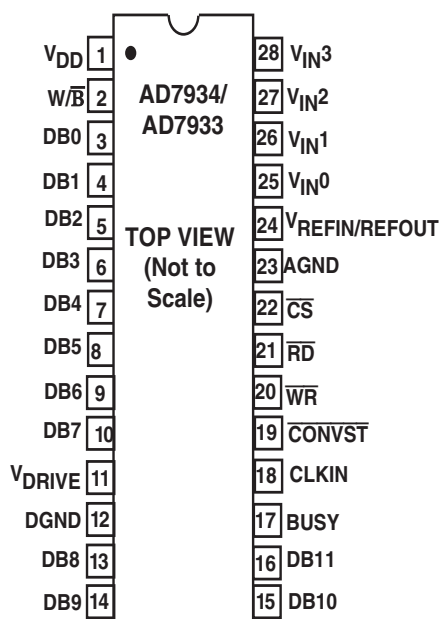 VDD 1 28 VIN3
W/B̅ 2 AD7934/ 27 VIN2
DB0 3 AD7933 26 VIN1
DB1 4 25 VIN0
DB2 5 TOP VIEW 24 VREFIN/REFOUT
DB3 6 (Not to 23 AGND
DB4 7 Scale) 22 C̅S̅
DB5 8 21 R̅D̅
DB6 9 20 W̅R̅
DB7 10 19 C̅O̅N̅V̅S̅T̅
VDRIVE 11 18 CLKIN
DGND 12 17 BUSY
DB8 13 16 DB11
DB9 14 15 DB10